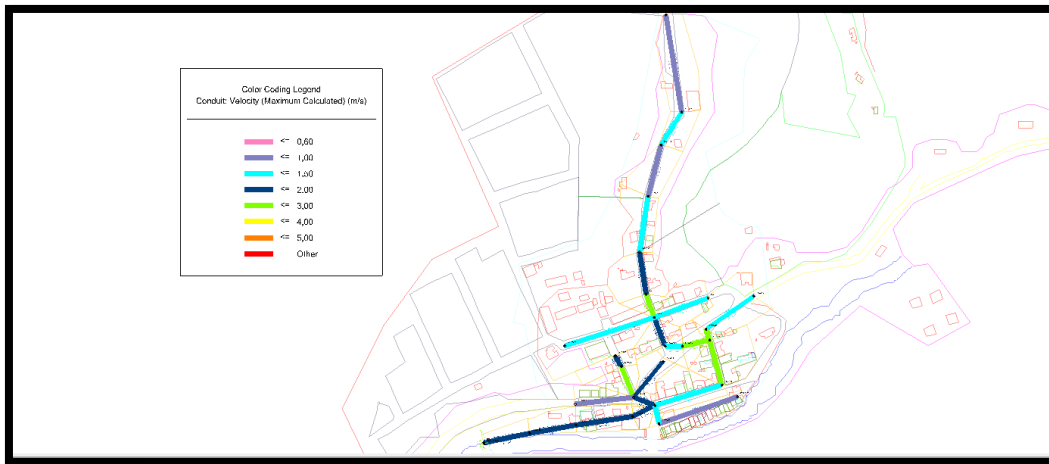 Color Coding Legend
Conduit: Velocity (Maximum Calculated) (m/s)
<= 0,60
<= 1,00
<= 1,50
<= 2,00
<= 3,00
<= 4,00
<= 5,00
Other